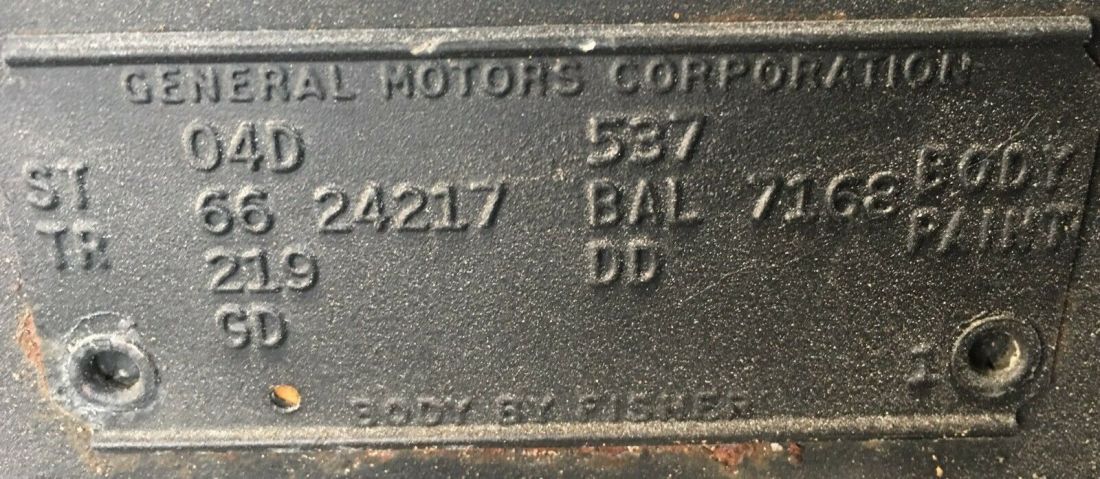 GENERAL MOTORS CORPORATION
04D 537
ST 66 24217 BAL 7168 BODY
TR 219 DD PAINT
GD
1
BODY BY FISHER